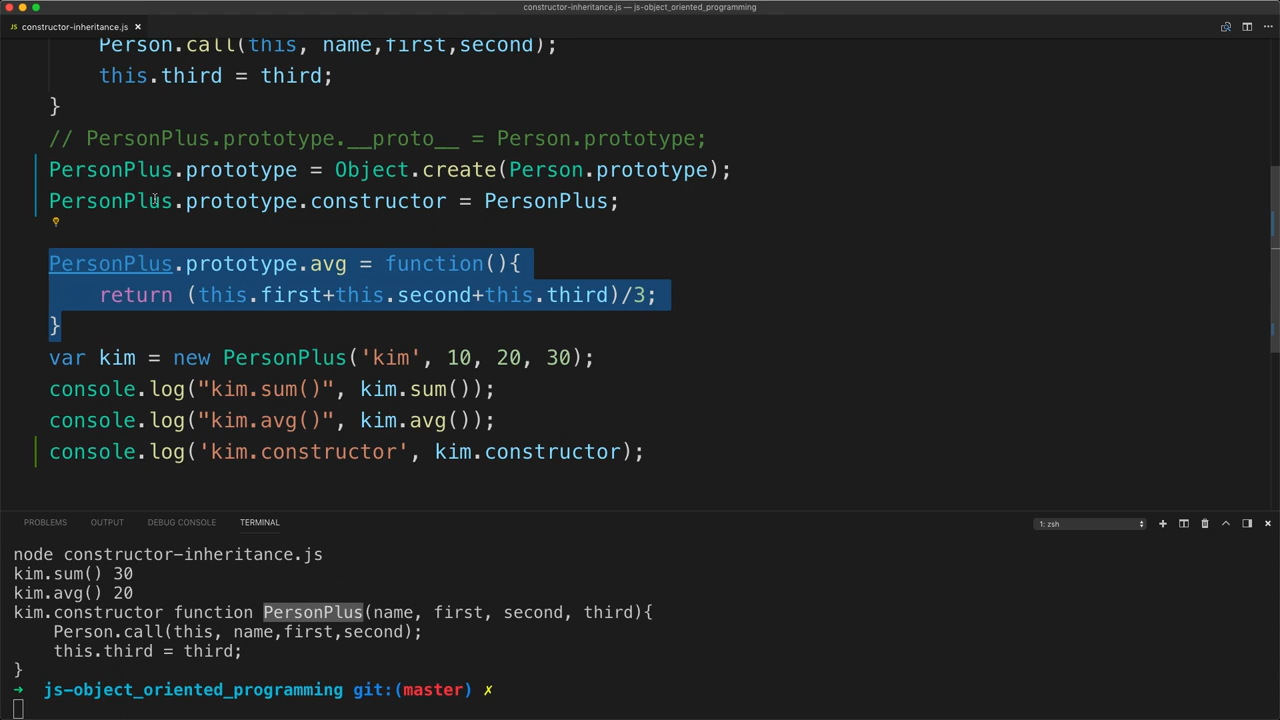 constructor-inheritance.js — js-object_oriented_programming
JS constructor-inheritance.js ×
Person.call(this, name,first,second);
this.third = third;
}
// PersonPlus.prototype.__proto__ = Person.prototype;
PersonPlus.prototype = Object.create(Person.prototype);
PersonPlus.prototype.constructor = PersonPlus;
PersonPlus.prototype.avg = function(){
return (this.first+this.second+this.third)/3;
}
var kim = new PersonPlus('kim', 10, 20, 30);
console.log("kim.sum()", kim.sum());
console.log("kim.avg()", kim.avg());
console.log('kim.constructor', kim.constructor);
PROBLEMS OUTPUT DEBUG CONSOLE TERMINAL 1: zsh
node constructor-inheritance.js
kim.sum() 30
kim.avg() 20
kim.constructor function PersonPlus(name, first, second, third){
Person.call(this, name,first,second);
this.third = third;
}
➜ js-object_oriented_programming git:(master) ✗